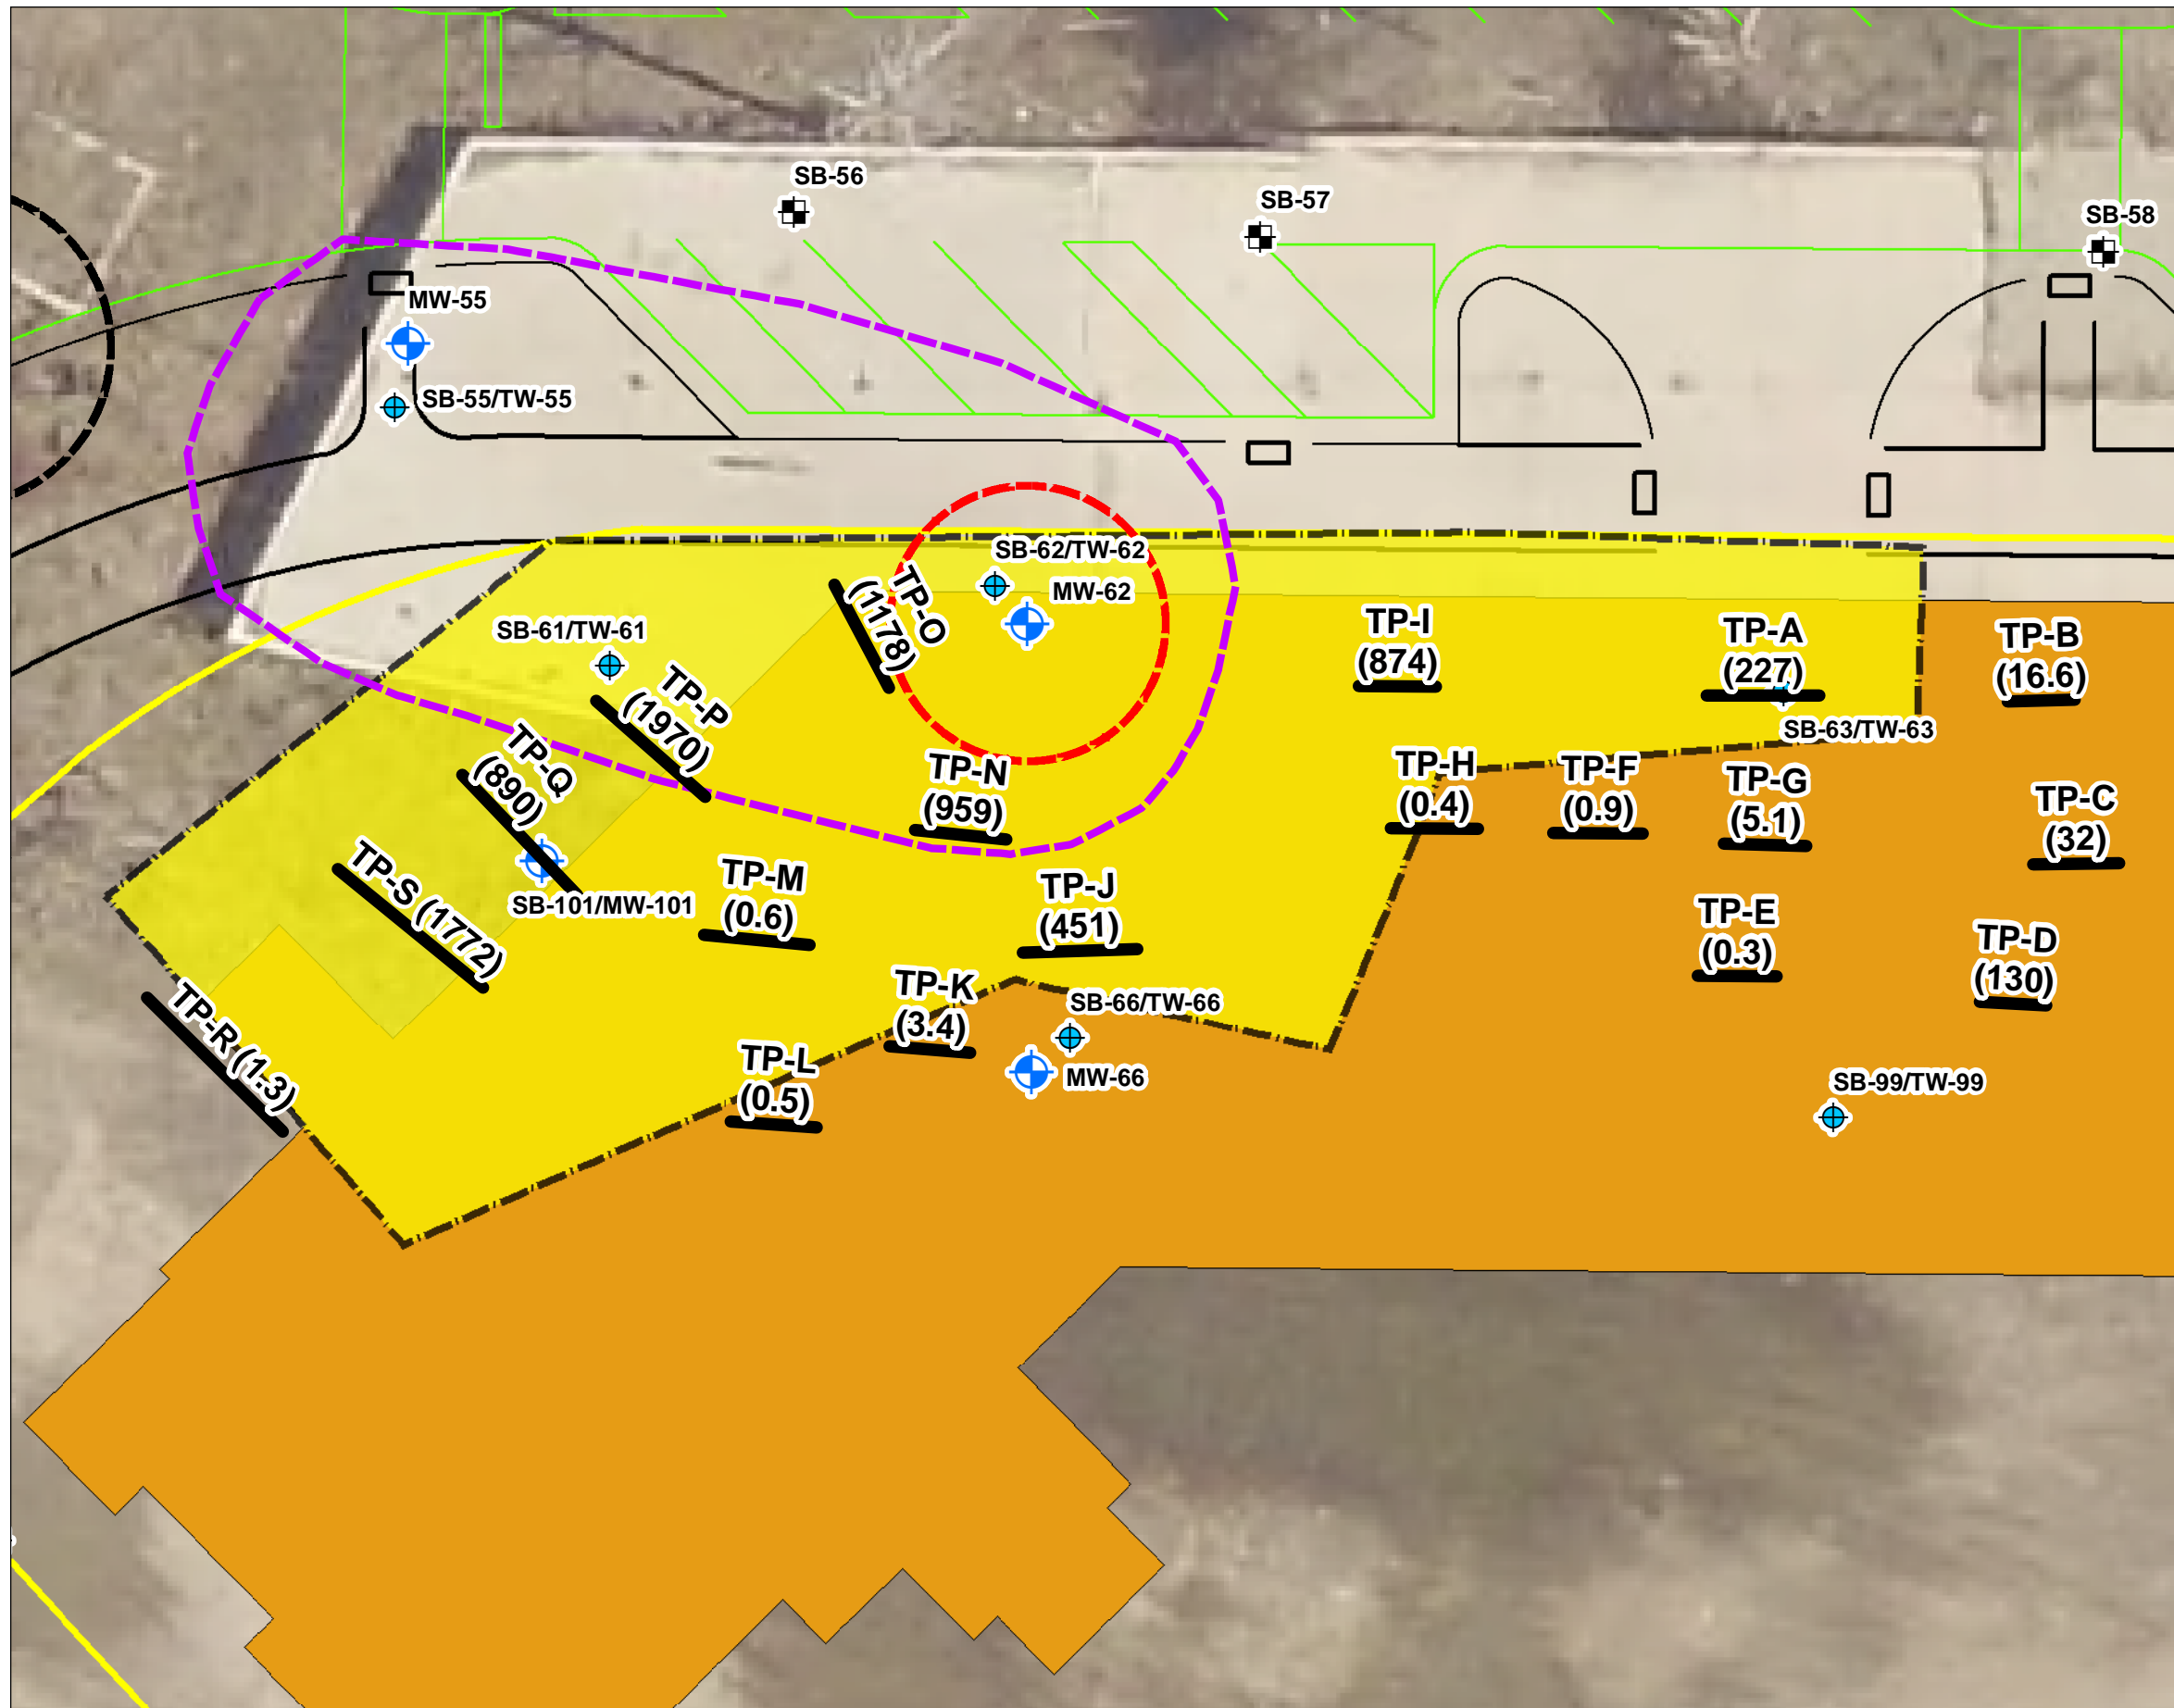 SB-56
SB-57
SB-58
MW-55
SB-55/TW-55
SB-62/TW-62
MW-62
TP-O
(1178)
SB-61/TW-61
TP-I
(874)
TP-A
(227)
TP-B
(16.6)
SB-63/TW-63
TP-P
(1970)
TP-Q
(890)
TP-N
(959)
TP-H
(0.4)
TP-F
(0.9)
TP-G
(5.1)
TP-C
(32)
TP-S (1772)
SB-101/MW-101
TP-M
(0.6)
TP-J
(451)
TP-E
(0.3)
TP-D
(130)
TP-K
(3.4)
SB-66/TW-66
MW-66
TP-R (1.3)
TP-L
(0.5)
SB-99/TW-99